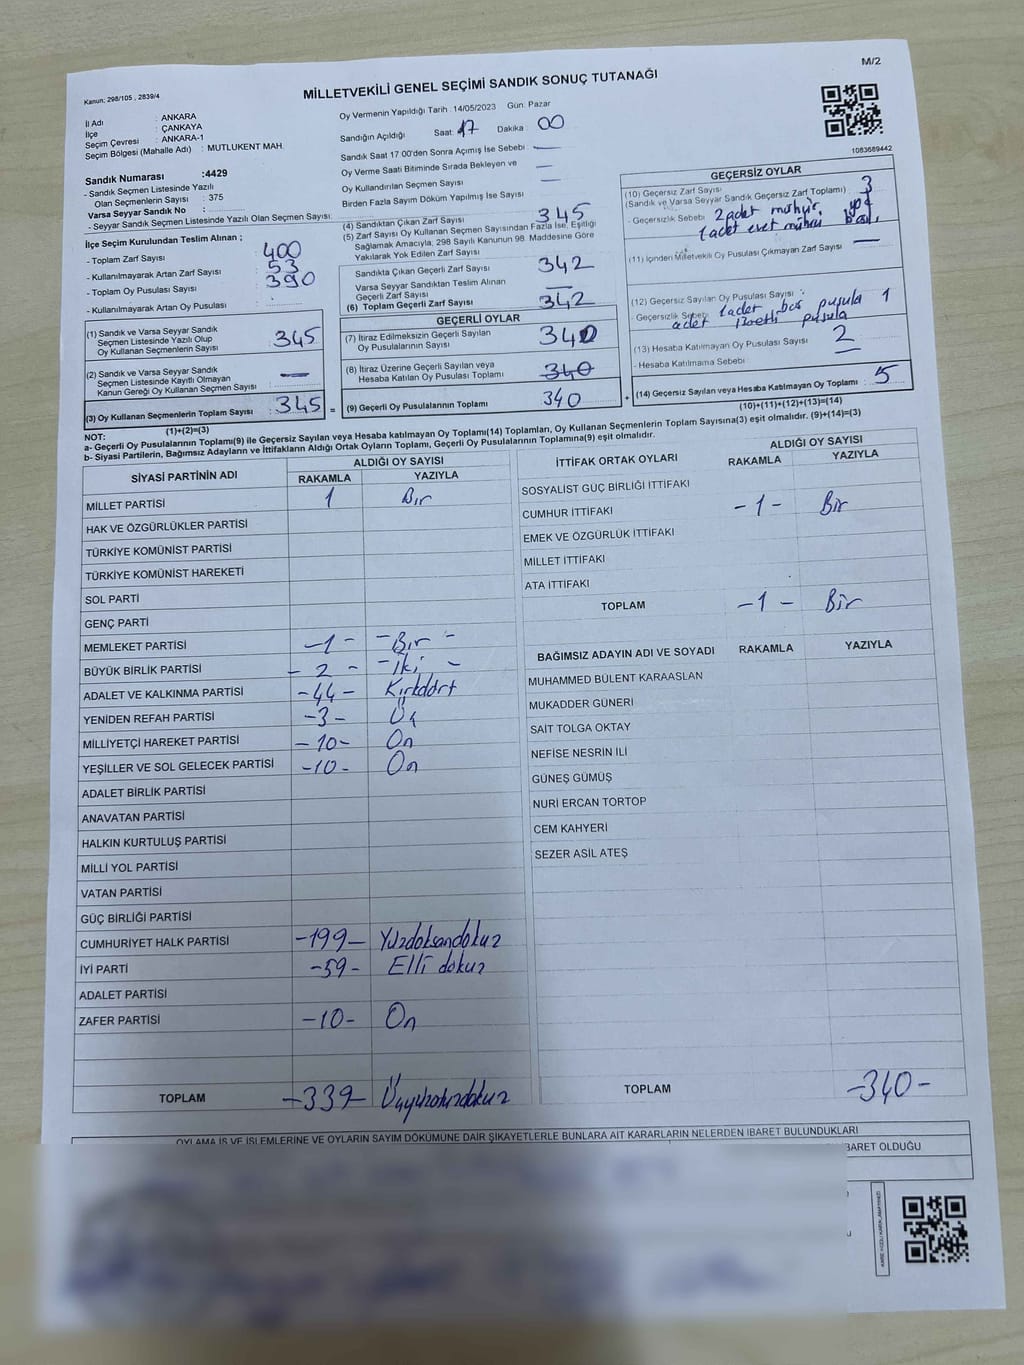 M/2
Kanun: 298/105 , 2839/4
MİLLETVEKİLİ GENEL SEÇİMİ SANDIK SONUÇ TUTANAĞI
İl Adı : ANKARA
İlçe : ÇANKAYA
Seçim Çevresi : ANKARA-1
Seçim Bölgesi (Mahalle Adı) : MUTLUKENT MAH.
Sandık Numarası :4429
- Sandık Seçmen Listesinde Yazılı
Olan Seçmenlerin Sayısı : 375
Varsa Seyyar Sandık No :
- Seyyar Sandık Seçmen Listesinde Yazılı Olan Seçmen Sayısı:
Oy Vermenin Yapıldığı Tarih : 14/05/2023 Gün: Pazar
Sandığın Açıldığı Saat: 17 Dakika : 00
Sandık Saat 17:00'den Sonra Açılmış İse Sebebi : —
Oy Verme Saati Bitiminde Sırada Bekleyen ve
Oy Kullandırılan Seçmen Sayısı : —
Birden Fazla Sayım Döküm Yapılmış İse Sayısı : —
1083689442
İlçe Seçim Kurulundan Teslim Alınan ;
- Toplam Zarf Sayısı : 400
- Kullanılmayarak Artan Zarf Sayısı : 53
- Toplam Oy Pusulası Sayısı : 390
- Kullanılmayarak Artan Oy Pusulası :
(1) Sandık ve Varsa Seyyar Sandık
Seçmen Listesinde Yazılı Olup
Oy Kullanan Seçmenlerin Sayısı : 345
(2) Sandık ve Varsa Seyyar Sandık
Seçmen Listesinde Kayıtlı Olmayan
Kanun Gereği Oy Kullanan Seçmen Sayısı : —
(3) Oy Kullanan Seçmenlerin Toplam Sayısı : 345 =
(1)+(2)=(3)
(4) Sandıktan Çıkan Zarf Sayısı : 345
(5) Zarf Sayısı Oy Kullanan Seçmen Sayısından Fazla İse, Eşitliği
Sağlamak Amacıyla, 298 Sayılı Kanunun 98. Maddesine Göre
Yakılarak Yok Edilen Zarf Sayısı :
Sandıkta Çıkan Geçerli Zarf Sayısı : 342
Varsa Seyyar Sandıktan Teslim Alınan
Geçerli Zarf Sayısı : —
(6) Toplam Geçerli Zarf Sayısı : 342
GEÇERLİ OYLAR
(7) İtiraz Edilmeksizin Geçerli Sayılan
Oy Pusulalarının Sayısı : 340
(8) İtiraz Üzerine Geçerli Sayılan veya
Hesaba Katılan Oy Pusulası Toplamı : 340
(9) Geçerli Oy Pusulalarının Toplamı : 340 +
GEÇERSİZ OYLAR
(10) Geçersiz Zarf Sayısı
(Sandık ve Varsa Seyyar Sandık Geçersiz Zarf Toplamı) : 3
- Geçersizlik Sebebi : 2 adet mühür yok
1 adet evet mührü
(11) İçinden Milletvekili Oy Pusulası Çıkmayan Zarf Sayısı : —
(12) Geçersiz Sayılan Oy Pusulası Sayısı : 1
- Geçersizlik Sebebi : 1 adet boş pusula
adet pusula
(13) Hesaba Katılmayan Oy Pusulası Sayısı : 2
- Hesaba Katılmama Sebebi :
(14) Geçersiz Sayılan veya Hesaba Katılmayan Oy Toplamı : 5
(10)+(11)+(12)+(13)=(14)
NOT:
a- Geçerli Oy Pusulalarının Toplamı(9) ile Geçersiz Sayılan veya Hesaba katılmayan Oy Toplamı(14) Toplamları, Oy Kullanan Seçmenlerin Toplam Sayısına(3) eşit olmalıdır. (9)+(14)=(3)
b- Siyasi Partilerin, Bağımsız Adayların ve İttifakların Aldığı Ortak Oyların Toplamı, Geçerli Oy Pusulalarının Toplamına(9) eşit olmalıdır.
SİYASİ PARTİNİN ADI ALDIĞI OY SAYISI
RAKAMLA YAZIYLA
MİLLET PARTİSİ 1 Bir
HAK VE ÖZGÜRLÜKLER PARTİSİ
TÜRKİYE KOMÜNİST PARTİSİ
TÜRKİYE KOMÜNİST HAREKETİ
SOL PARTİ
GENÇ PARTİ
MEMLEKET PARTİSİ -1- -Bir-
BÜYÜK BİRLİK PARTİSİ -2- -İki-
ADALET VE KALKINMA PARTİSİ -44- Kırkdört
YENİDEN REFAH PARTİSİ -3- Üç
MİLLİYETÇİ HAREKET PARTİSİ -10- On
YEŞİLLER VE SOL GELECEK PARTİSİ -10- On
ADALET BİRLİK PARTİSİ
ANAVATAN PARTİSİ
HALKIN KURTULUŞ PARTİSİ
MİLLİ YOL PARTİSİ
VATAN PARTİSİ
GÜÇ BİRLİĞİ PARTİSİ
CUMHURİYET HALK PARTİSİ -199- Yüzdoksandokuz
İYİ PARTİ -59- Elli dokuz
ADALET PARTİSİ
ZAFER PARTİSİ -10- On
TOPLAM -339- Üçyüzotuzdokuz
İTTİFAK ORTAK OYLARI ALDIĞI OY SAYISI
RAKAMLA YAZIYLA
SOSYALİST GÜÇ BİRLİĞİ İTTİFAKI
CUMHUR İTTİFAKI -1- Bir
EMEK VE ÖZGÜRLÜK İTTİFAKI
MİLLET İTTİFAKI
ATA İTTİFAKI
TOPLAM -1- Bir
BAĞIMSIZ ADAYIN ADI VE SOYADI RAKAMLA YAZIYLA
MUHAMMED BÜLENT KARAASLAN
MUKADDER GÜNERİ
SAİT TOLGA OKTAY
NEFİSE NESRİN İLİ
GÜNEŞ GÜMÜŞ
NURİ ERCAN TORTOP
CEM KAHYERİ
SEZER ASİL ATEŞ
TOPLAM -340-
OYLAMA İŞ VE İŞLEMLERİNE VE OYLARIN SAYIM DÖKÜMÜNE DAİR ŞİKAYETLERLE BUNLARA AİT KARARLARIN NELERDEN İBARET BULUNDUKLARI
İBARET OLDUĞU